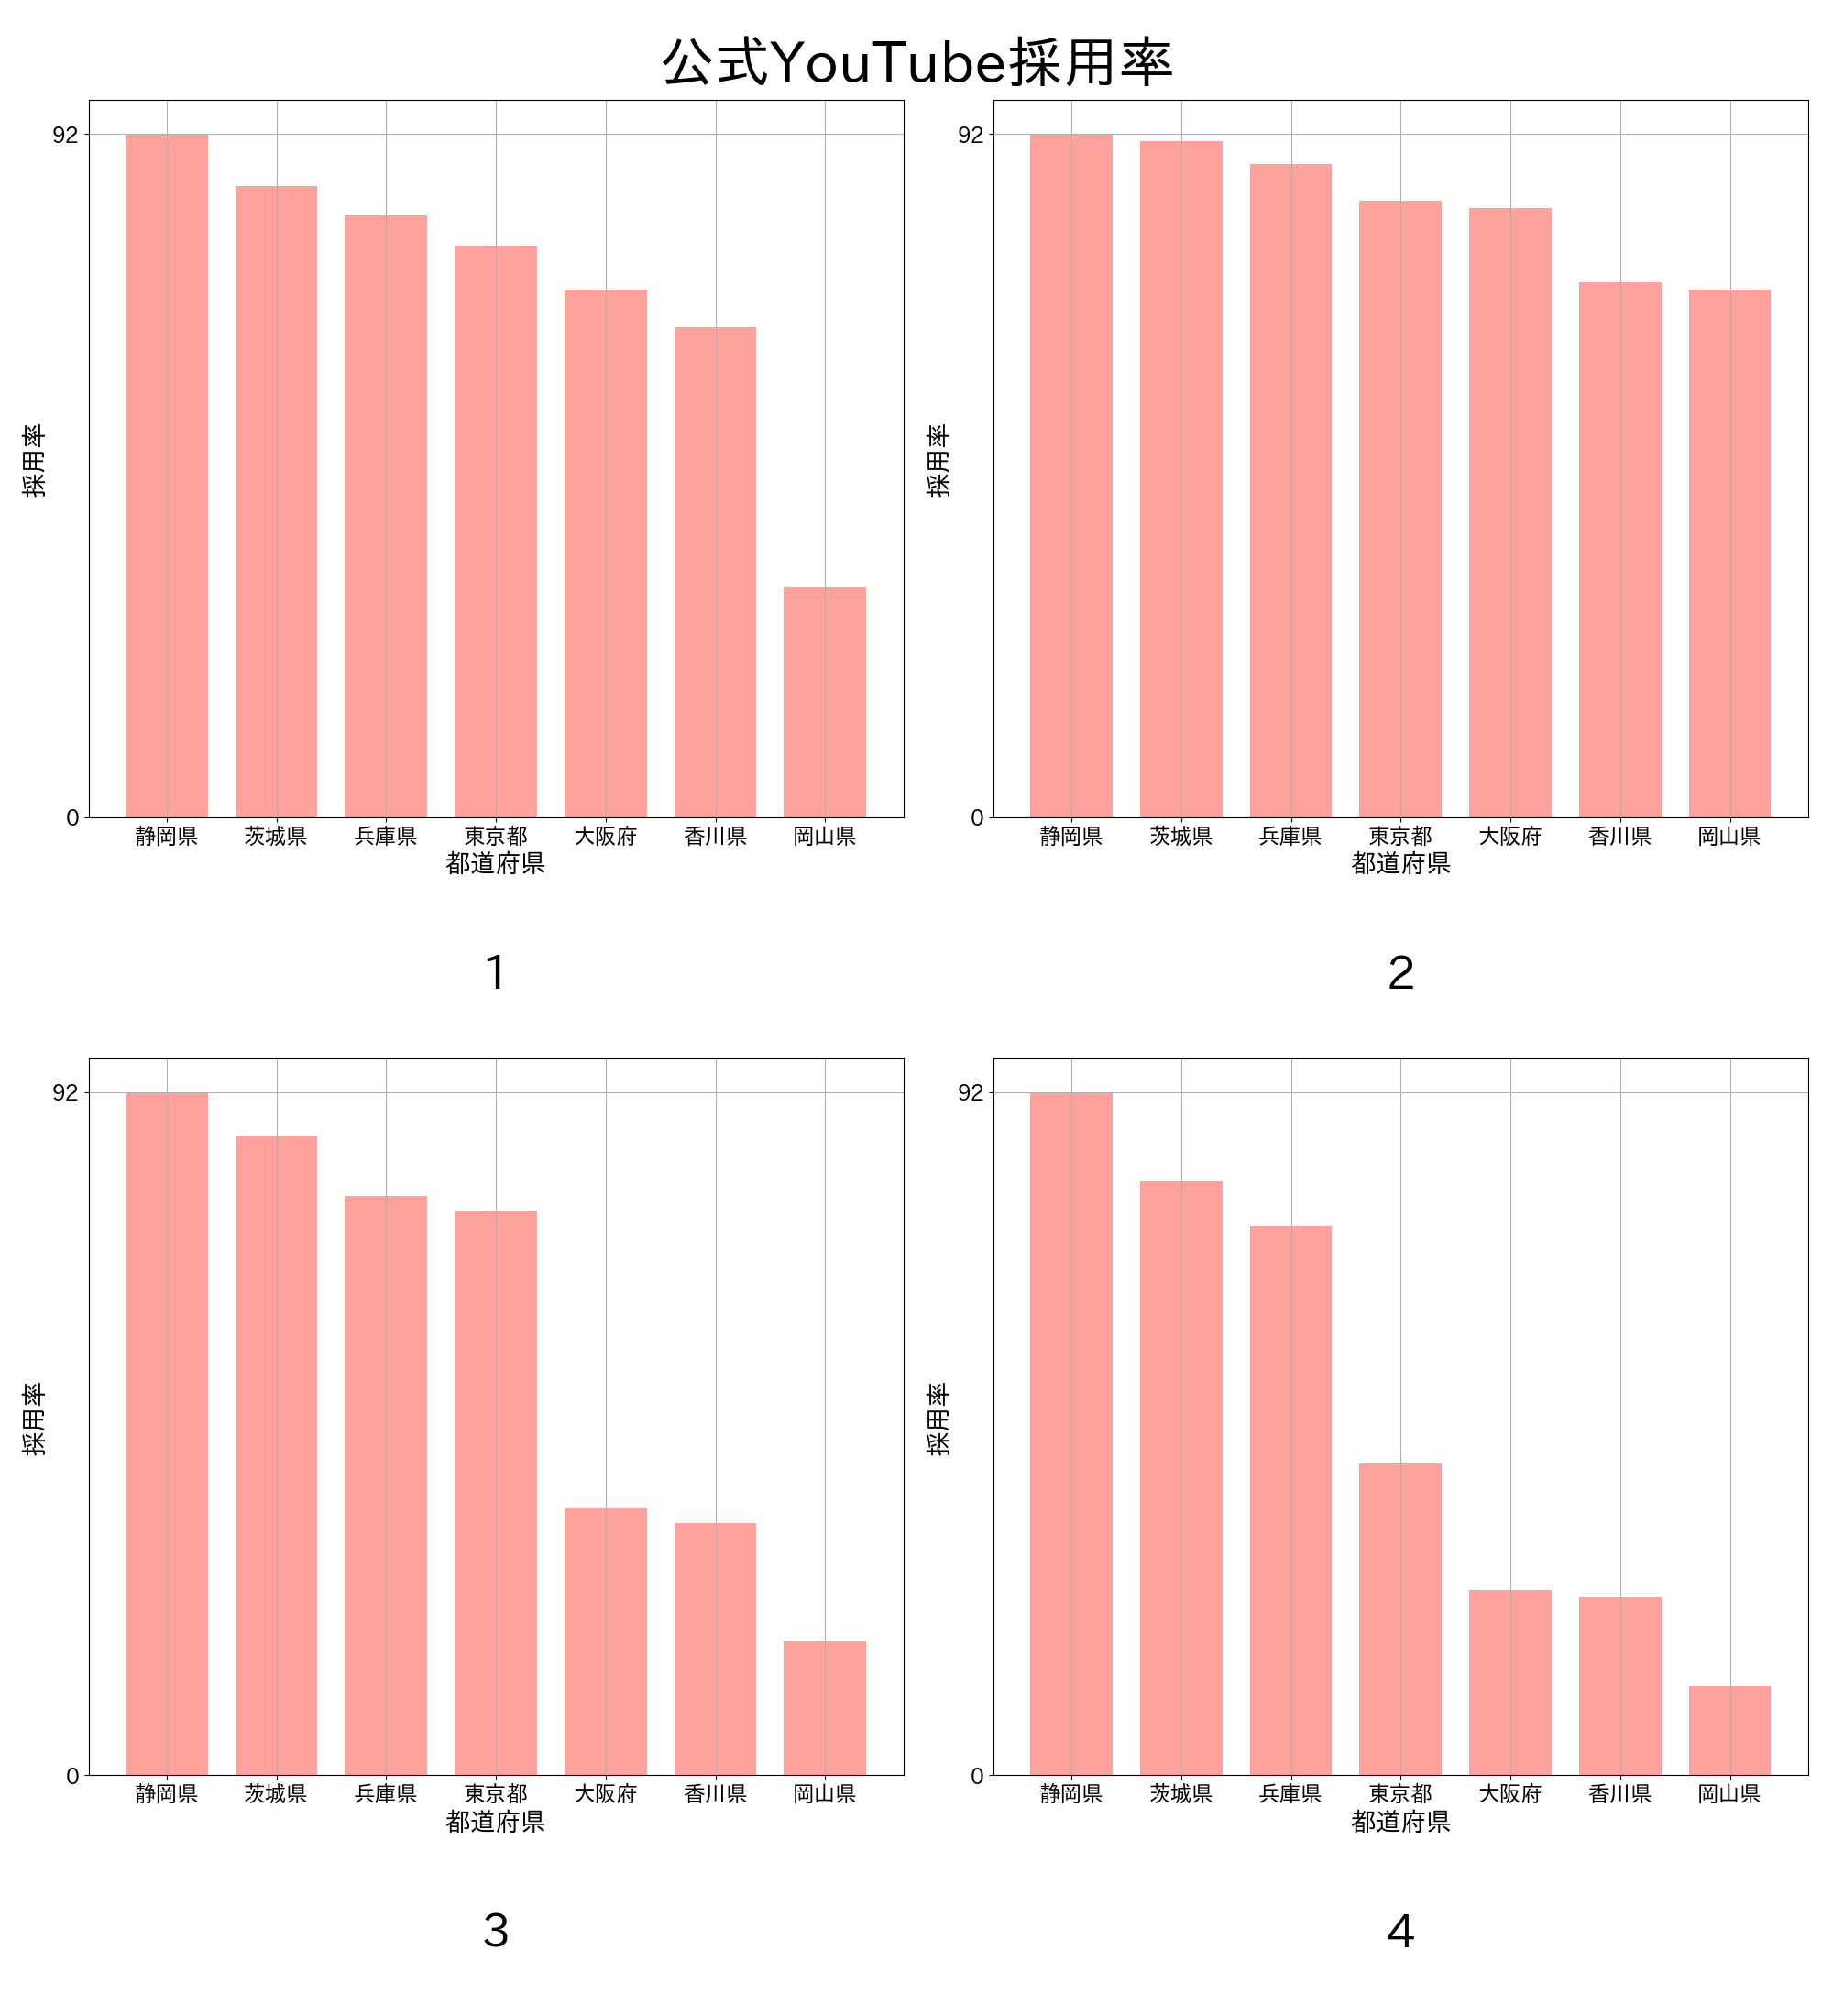 公式YouTube採用率
92
0
採用率
静岡県 茨城県 兵庫県 東京都 大阪府 香川県 岡山県
都道府県
1
92
0
採用率
静岡県 茨城県 兵庫県 東京都 大阪府 香川県 岡山県
都道府県
2
92
0
採用率
静岡県 茨城県 兵庫県 東京都 大阪府 香川県 岡山県
都道府県
3
92
0
採用率
静岡県 茨城県 兵庫県 東京都 大阪府 香川県 岡山県
都道府県
4